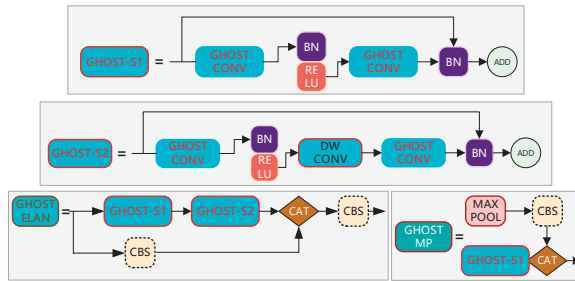 GHOST-S1 =
GHOST
CONV
BN
RE
LU
GHOST
CONV
BN
ADD
GHOST-S2 =
GHOST
CONV
BN
RE
LU
DW
CONV
GHOST
CONV
BN
ADD
GHOST
ELAN
=
GHOST-S1
GHOST-S2
CAT
CBS
CBS
GHOST
MP
=
MAX
POOL
CBS
GHOST-S1
CAT